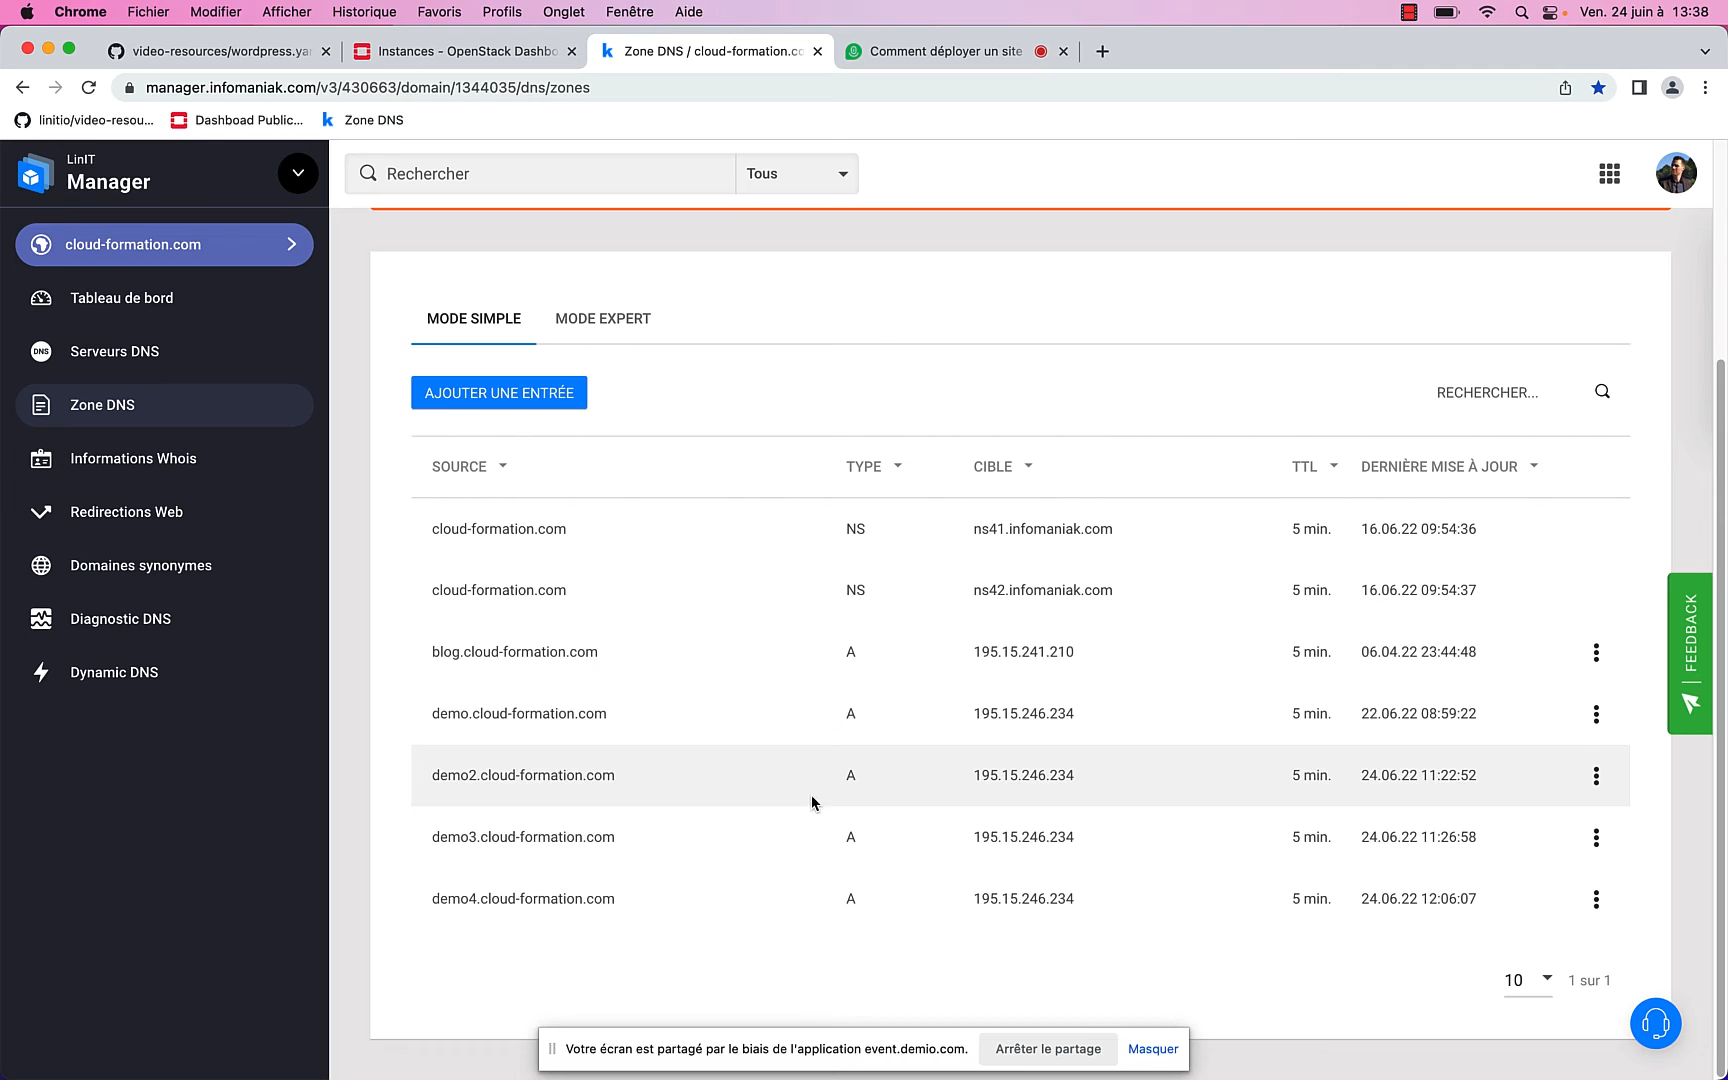 Chrome Fichier Modifier Afficher Historique Favoris Profils Onglet Fenêtre Aide Ven. 24 juin à 13:38
video-resources/wordpress.yar Instances - OpenStack Dashbo Zone DNS / cloud-formation.co Comment déployer un site
manager.infomaniak.com/v3/430663/domain/1344035/dns/zones
linitio/video-resou... Dashboad Public... Zone DNS
LinIT
Manager
Rechercher
Tous
cloud-formation.com
Tableau de bord
DNS Serveurs DNS
Zone DNS
Informations Whois
Redirections Web
Domaines synonymes
Diagnostic DNS
Dynamic DNS
MODE SIMPLE MODE EXPERT
AJOUTER UNE ENTRÉE
RECHERCHER...
SOURCE TYPE CIBLE TTL DERNIÈRE MISE À JOUR
cloud-formation.com NS ns41.infomaniak.com 5 min. 16.06.22 09:54:36
cloud-formation.com NS ns42.infomaniak.com 5 min. 16.06.22 09:54:37
blog.cloud-formation.com A 195.15.241.210 5 min. 06.04.22 23:44:48
demo.cloud-formation.com A 195.15.246.234 5 min. 22.06.22 08:59:22
demo2.cloud-formation.com A 195.15.246.234 5 min. 24.06.22 11:22:52
demo3.cloud-formation.com A 195.15.246.234 5 min. 24.06.22 11:26:58
demo4.cloud-formation.com A 195.15.246.234 5 min. 24.06.22 12:06:07
10 1 sur 1
FEEDBACK
Votre écran est partagé par le biais de l'application event.demio.com. Arrêter le partage Masquer